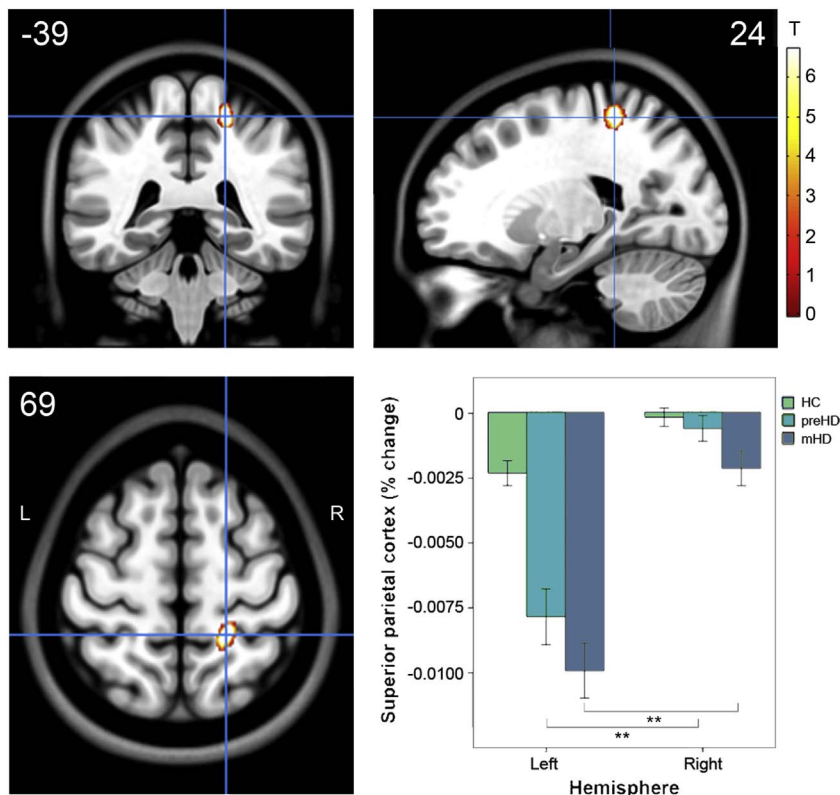 -39
24
T
6
5
4
3
2
1
0
69
L
R
HC
preHD
mHD
Superior parietal cortex (% change)
0
-0.0025
-0.0050
-0.0075
-0.0100
**
**
Left
Right
Hemisphere